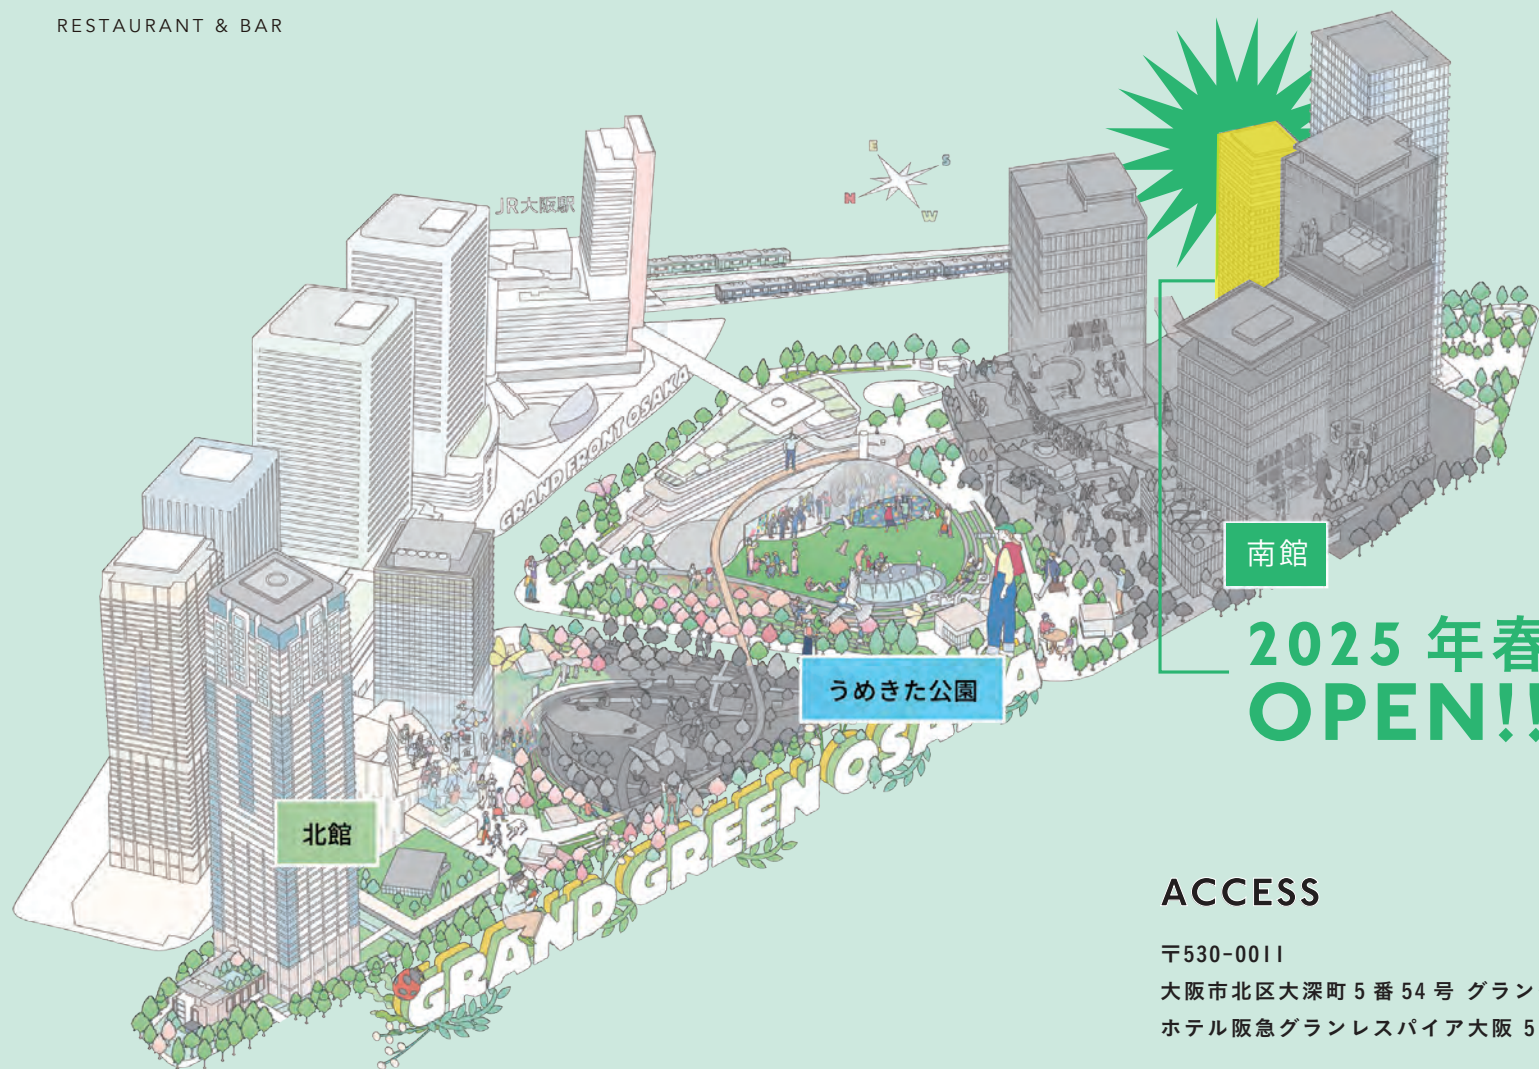 RESTAURANT & BAR
JR大阪駅
E
S
N
W
GRAND FRONT OSAKA
南館
2025 年春
OPEN!!
うめきた公園
北館
GRAND GREEN OSAKA
ACCESS
〒530-0011
大阪市北区大深町 5 番 54 号 グラン
ホテル阪急グランレスパイア大阪 5